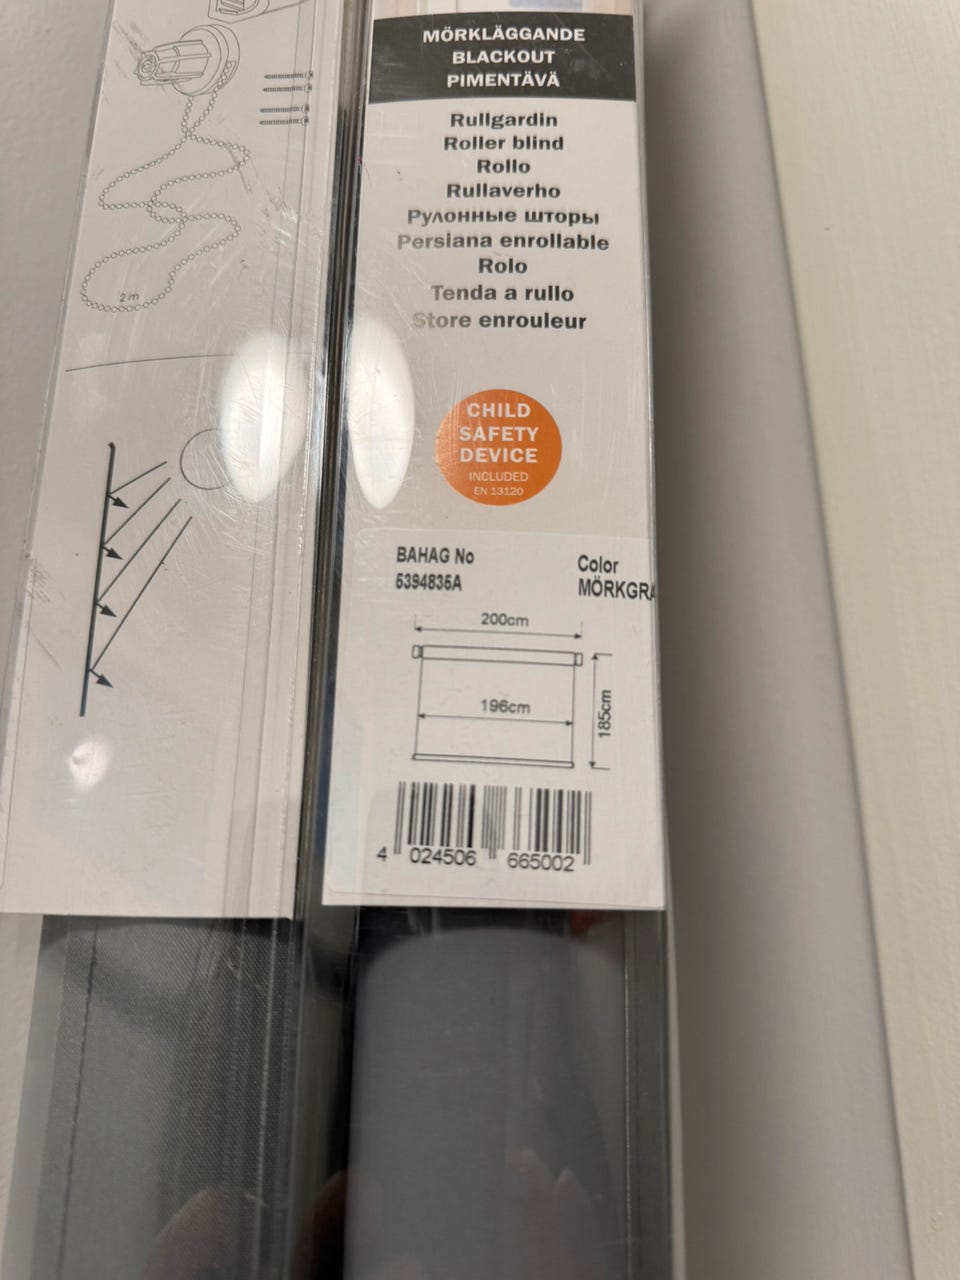 MÖRKLÄGGANDE
BLACKOUT
PIMENTÄVÄ
Rullgardin
Roller blind
Rollo
Rullaverho
Рулонные шторы
Persiana enrollable
Rolo
Tenda a rullo
Store enrouleur
2 m
CHILD
SAFETY
DEVICE
INCLUDED
EN 13120
BAHAG No
5394835A
Color
MÖRKGRA
200cm
196cm
185cm
4 024506 665002